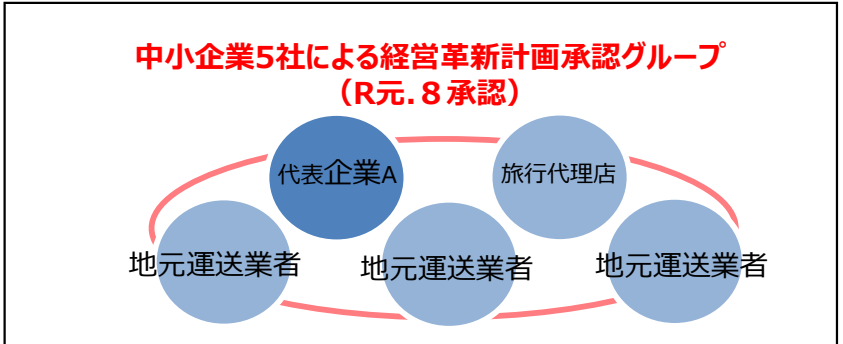 中小企業5社による経営革新計画承認グループ
（R元.８承認）
代表企業A
旅行代理店
地元運送業者
地元運送業者
地元運送業者